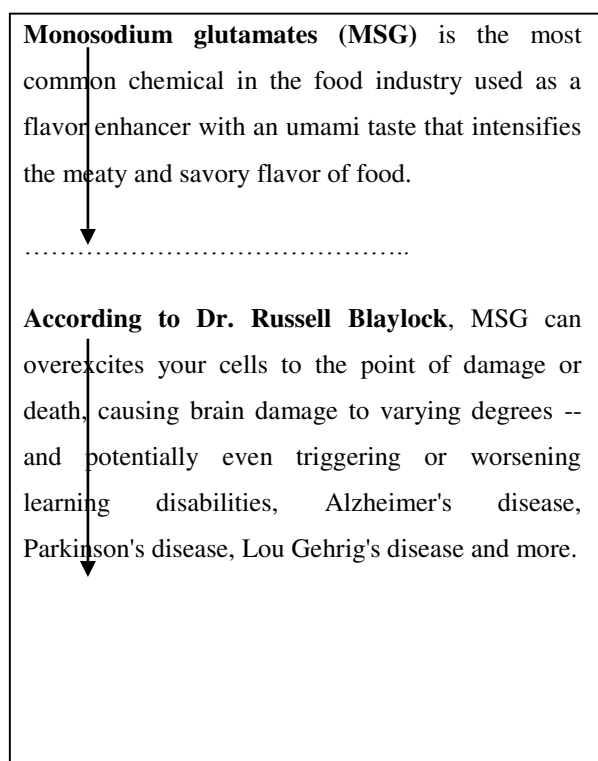 Monosodium glutamates (MSG) is the most
common chemical in the food industry used as a
flavor enhancer with an umami taste that intensifies
the meaty and savory flavor of food.
……………………………………..
According to Dr. Russell Blaylock, MSG can
overexcites your cells to the point of damage or
death, causing brain damage to varying degrees --
and potentially even triggering or worsening
learning disabilities, Alzheimer's disease,
Parkinson's disease, Lou Gehrig's disease and more.